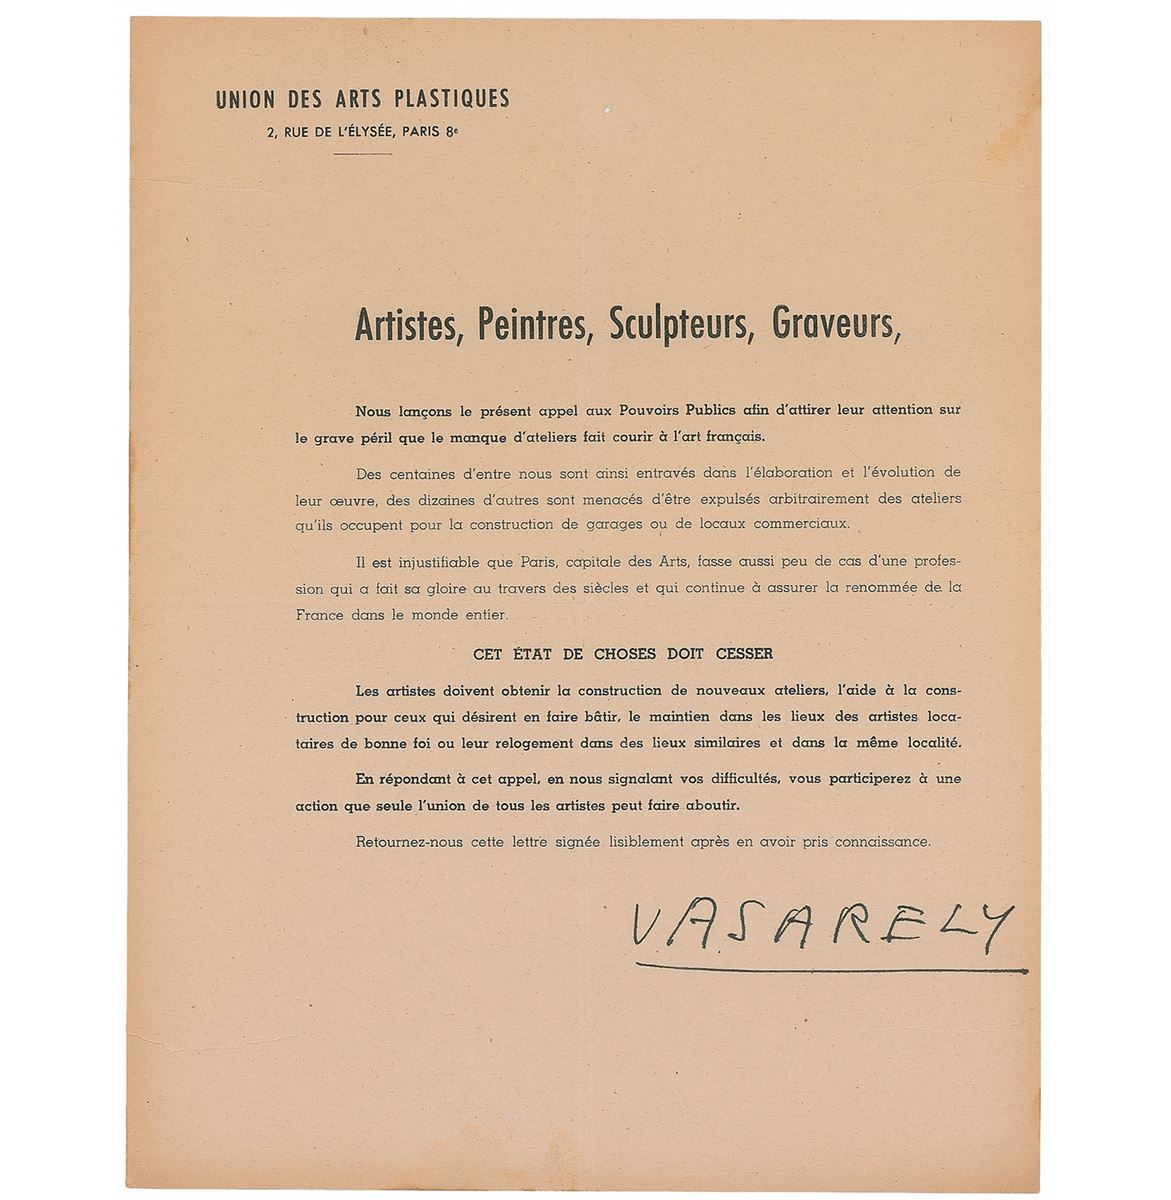 UNION DES ARTS PLASTIQUES
2, RUE DE L'ÉLYSÉE, PARIS 8e
Artistes, Peintres, Sculpteurs, Graveurs,
Nous lançons le présent appel aux Pouvoirs Publics afin d'attirer leur attention sur
le grave péril que le manque d'ateliers fait courir à l'art français.
Des centaines d'entre nous sont ainsi entravés dans l'élaboration et l'évolution de
leur œuvre, des dizaines d'autres sont menacés d'être expulsés arbitrairement des ateliers
qu'ils occupent pour la construction de garages ou de locaux commerciaux.
Il est injustifiable que Paris, capitale des Arts, fasse aussi peu de cas d'une profes-
sion qui a fait sa gloire au travers des siècles et qui continue à assurer la renommée de la
France dans le monde entier.
CET ÉTAT DE CHOSES DOIT CESSER
Les artistes doivent obtenir la construction de nouveaux ateliers, l'aide à la cons-
truction pour ceux qui désirent en faire bâtir, le maintien dans les lieux des artistes loca-
taires de bonne foi ou leur relogement dans des lieux similaires et dans la même localité.
En répondant à cet appel, en nous signalant vos difficultés, vous participerez à une
action que seule l'union de tous les artistes peut faire aboutir.
Retournez-nous cette lettre signée lisiblement après en avoir pris connaissance.
VASARELY